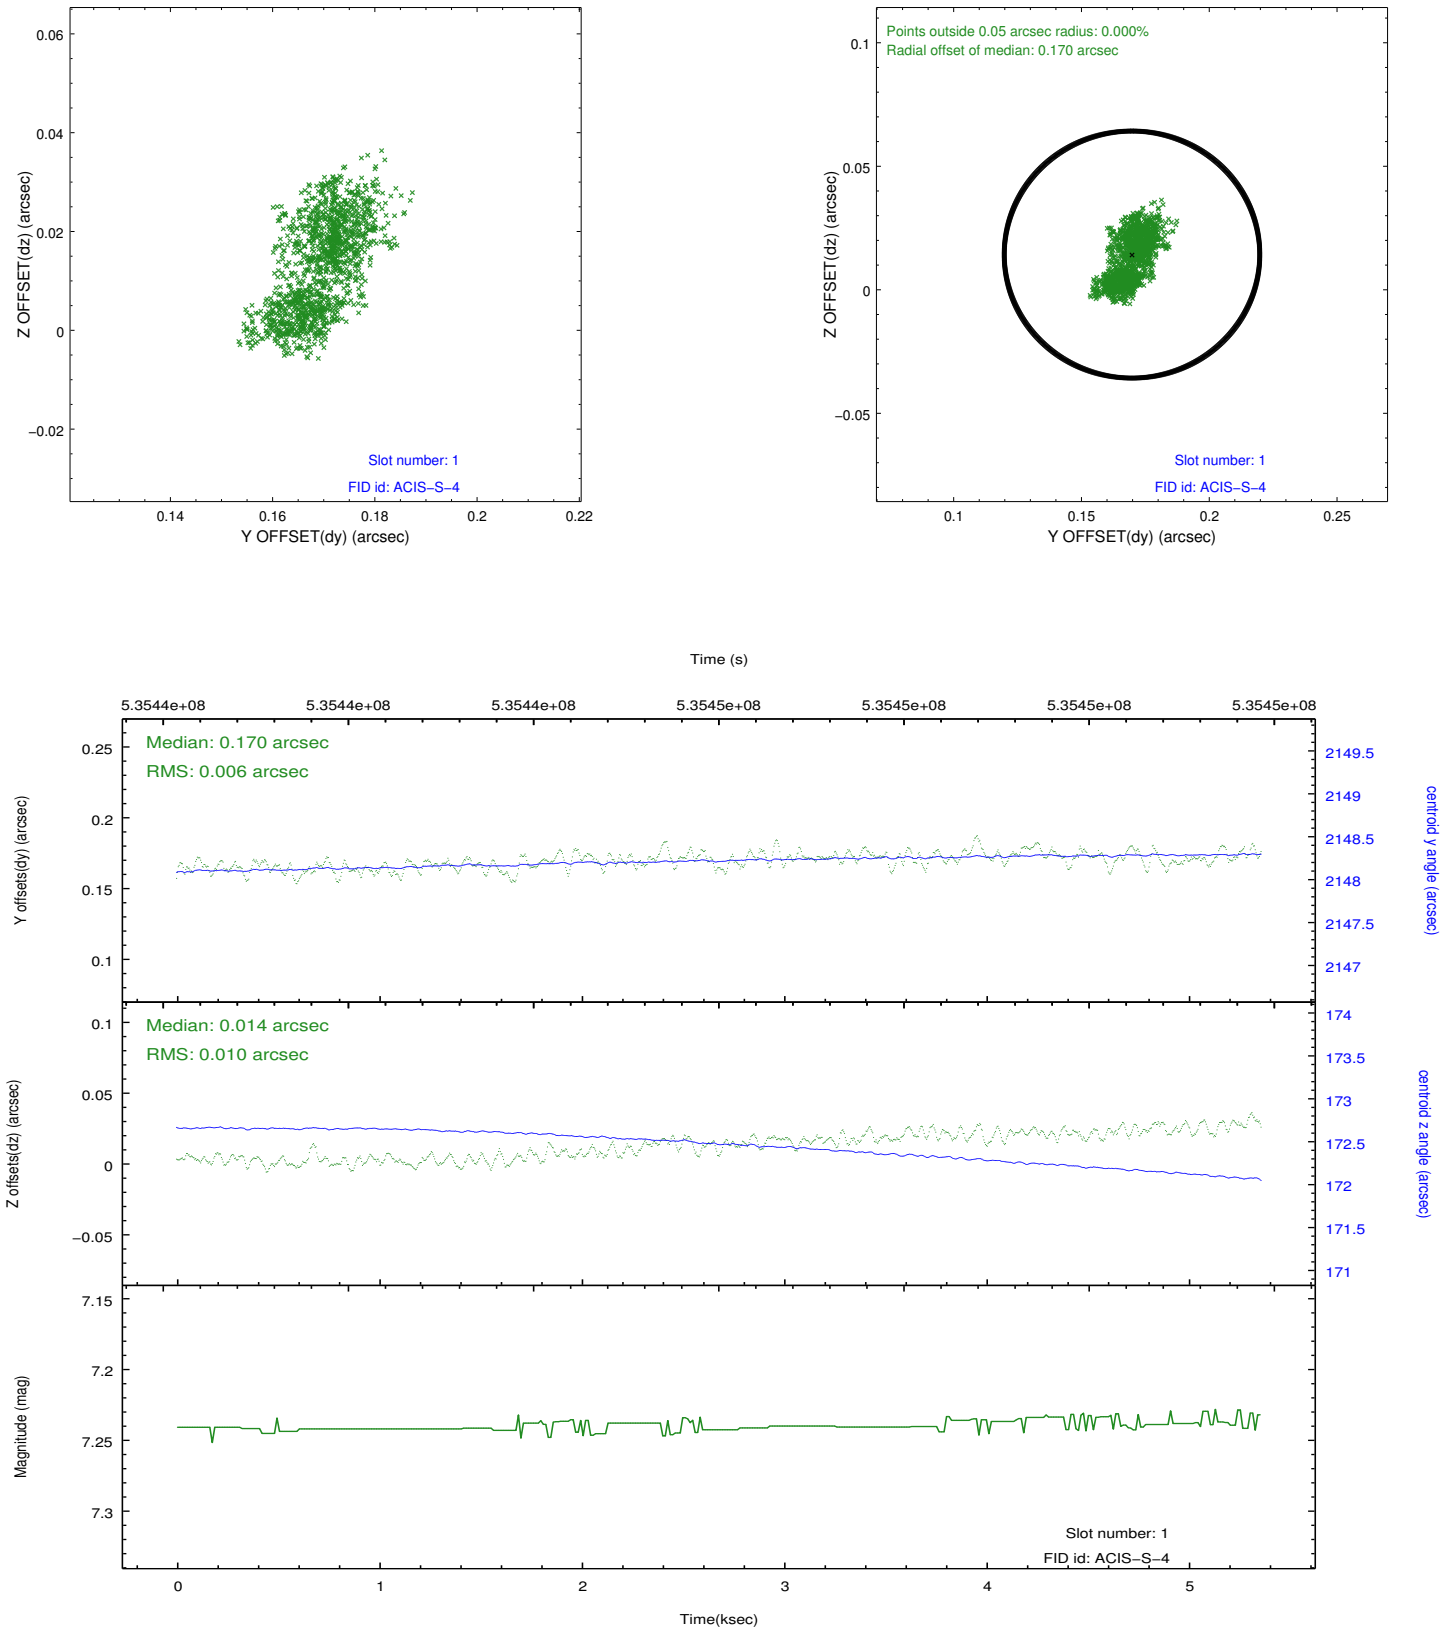 0.06
0.04
0.02
0
−0.02
Z OFFSET(dz) (arcsec)
Slot number: 1
FID id: ACIS−S−4
0.14 0.16 0.18 0.2 0.22
Y OFFSET(dy) (arcsec)
Points outside 0.05 arcsec radius: 0.000%
Radial offset of median: 0.170 arcsec
0.1
0.05
0
−0.05
Z OFFSET(dz) (arcsec)
Slot number: 1
FID id: ACIS−S−4
0.1 0.15 0.2 0.25
Y OFFSET(dy) (arcsec)
Time (s)
5.3544e+08 5.3544e+08 5.3544e+08 5.3545e+08 5.3545e+08 5.3545e+08 5.3545e+08
Median: 0.170 arcsec
RMS: 0.006 arcsec
0.25
0.2
0.15
0.1
Y offsets(dy) (arcsec)
2149.5
2149
2148.5
2148
2147.5
2147
centroid y angle (arcsec)
Median: 0.014 arcsec
RMS: 0.010 arcsec
0.1
0.05
0
−0.05
Z offsets(dz) (arcsec)
174
173.5
173
172.5
172
171.5
171
centroid z angle (arcsec)
7.15
7.2
7.25
7.3
Magnitude (mag)
Slot number: 1
FID id: ACIS−S−4
0 1 2 3 4 5
Time(ksec)